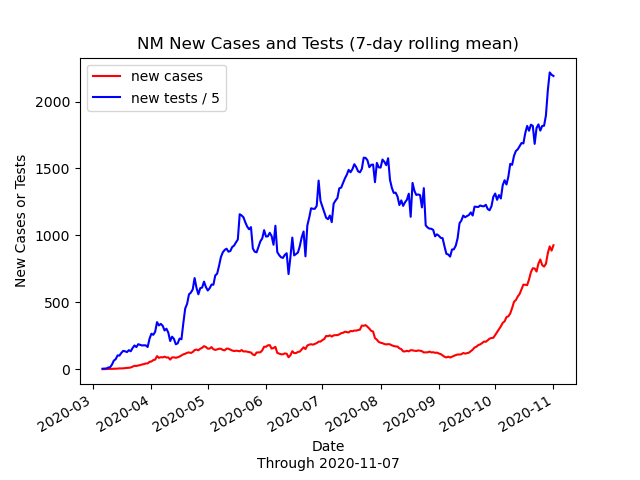 NM New Cases and Tests (7-day rolling mean)
new cases
new tests / 5
New Cases or Tests
2000
1500
1000
500
0
2020-03
2020-04
2020-05
2020-06
2020-07
2020-08
2020-09
2020-10
2020-11
Date
Through 2020-11-07